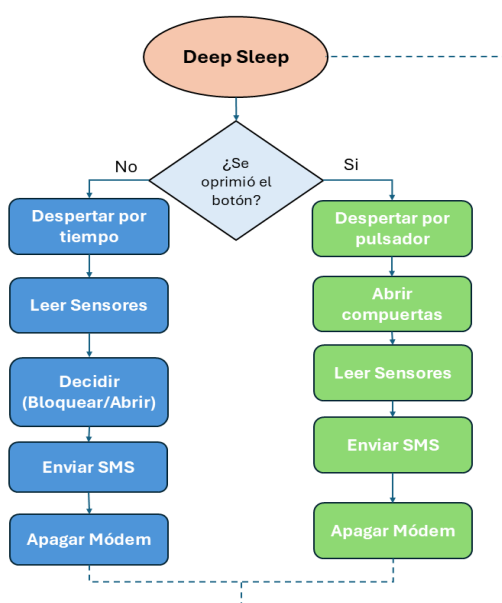 Deep Sleep
¿Se
oprimió el
botón?
No
Si
Despertar por
tiempo
Leer Sensores
Decidir
(Bloquear/Abrir)
Enviar SMS
Apagar Módem
Despertar por
pulsador
Abrir
compuertas
Leer Sensores
Enviar SMS
Apagar Módem